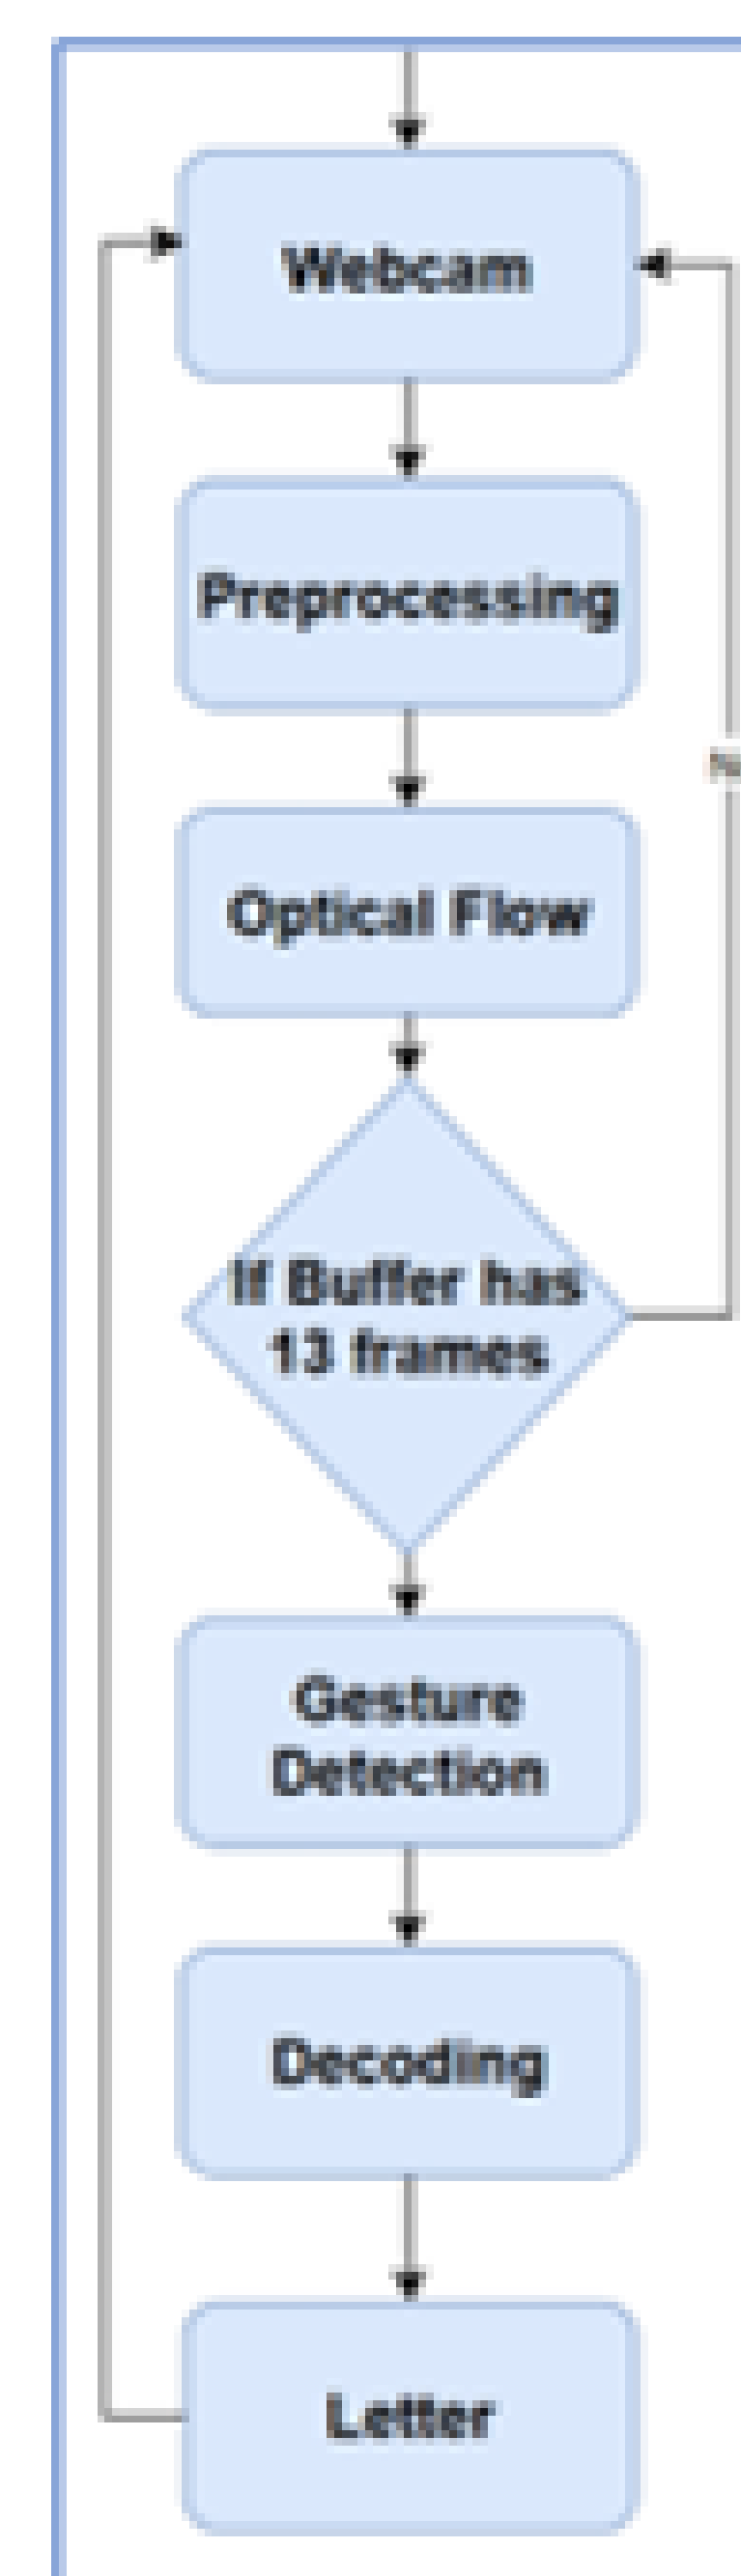 Webcam
Preprocessing
Optical Flow
If Buffer has
13 frames
Gesture
Detection
Decoding
Letter